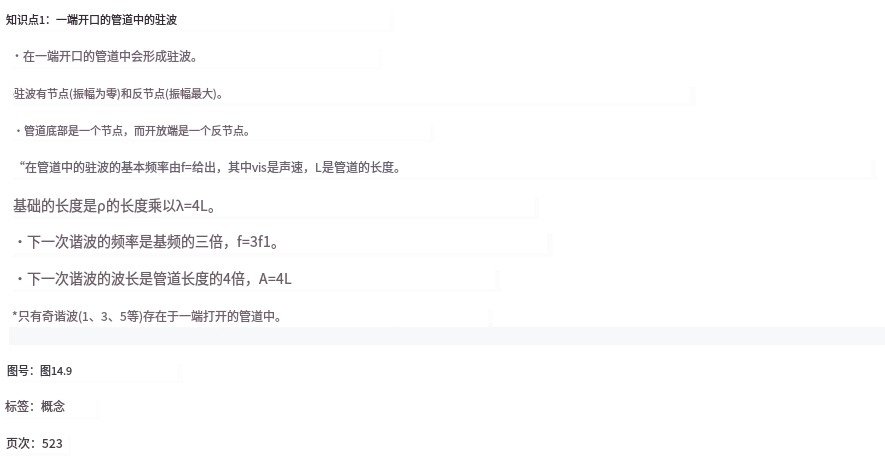 知识点1：一端开口的管道中的驻波
・在一端开口的管道中会形成驻波。
驻波有节点(振幅为零)和反节点(振幅最大)。
・管道底部是一个节点，而开放端是一个反节点。
“在管道中的驻波的基本频率由f=给出，其中vis是声速，L是管道的长度。
基础的长度是ρ的长度乘以λ=4L。
・下一次谐波的频率是基频的三倍，f=3f1。
・下一次谐波的波长是管道长度的4倍，A=4L
*只有奇谐波(1、3、5等)存在于一端打开的管道中。
图号：图14.9
标签：概念
页次：523